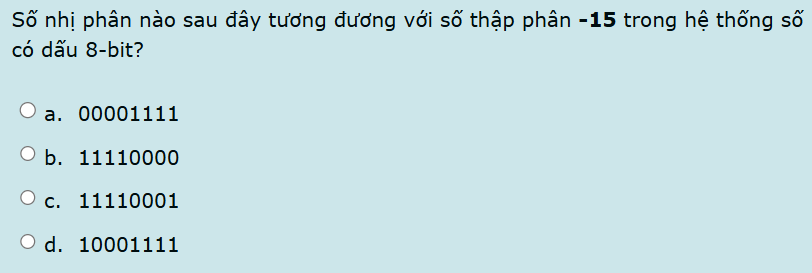 Số nhị phân nào sau đây tương đương với số thập phân -15 trong hệ thống số
có dấu 8-bit?
a. 00001111
b. 11110000
c. 11110001
d. 10001111